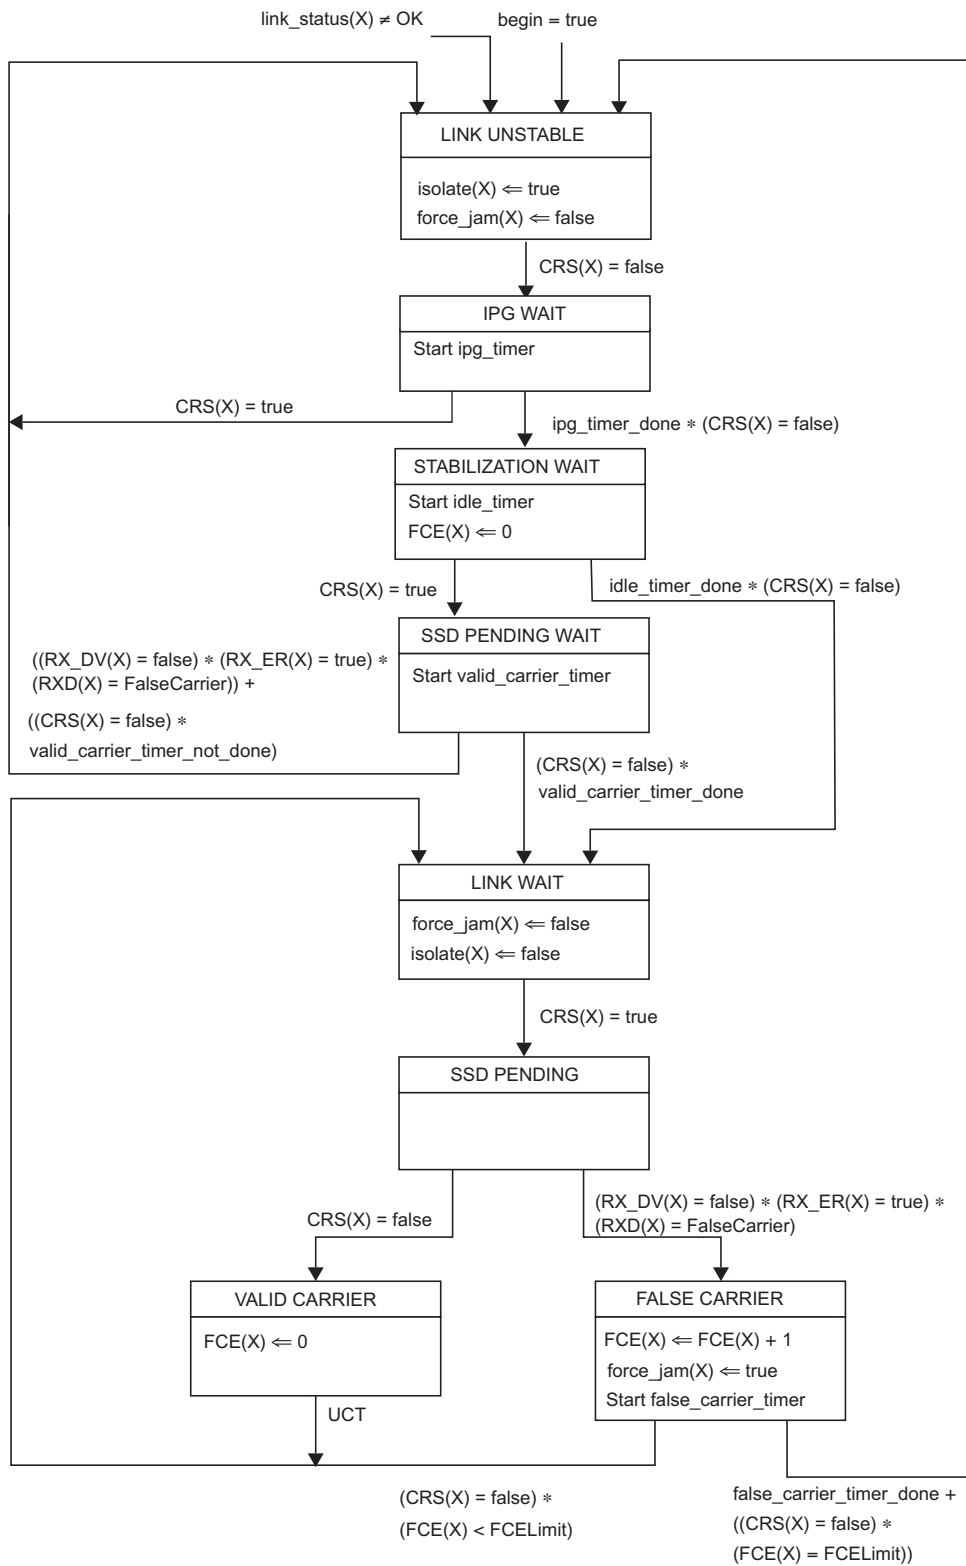 link_status(X) ≠ OK
begin = true
LINK UNSTABLE
isolate(X) ⇐ true
force_jam(X) ⇐ false
CRS(X) = false
IPG WAIT
Start ipg_timer
CRS(X) = true
ipg_timer_done ∗ (CRS(X) = false)
STABILIZATION WAIT
Start idle_timer
FCE(X) ⇐ 0
CRS(X) = true
idle_timer_done ∗ (CRS(X) = false)
SSD PENDING WAIT
Start valid_carrier_timer
((RX_DV(X) = false) ∗ (RX_ER(X) = true) ∗
(RXD(X) = FalseCarrier)) +
((CRS(X) = false) ∗
valid_carrier_timer_not_done)
(CRS(X) = false) ∗
valid_carrier_timer_done
LINK WAIT
force_jam(X) ⇐ false
isolate(X) ⇐ false
CRS(X) = true
SSD PENDING
CRS(X) = false
(RX_DV(X) = false) ∗ (RX_ER(X) = true) ∗
(RXD(X) = FalseCarrier)
VALID CARRIER
FCE(X) ⇐ 0
UCT
FALSE CARRIER
FCE(X) ⇐ FCE(X) + 1
force_jam(X) ⇐ true
Start false_carrier_timer
(CRS(X) = false) ∗
(FCE(X) < FCELimit)
false_carrier_timer_done +
((CRS(X) = false) ∗
(FCE(X) = FCELimit))